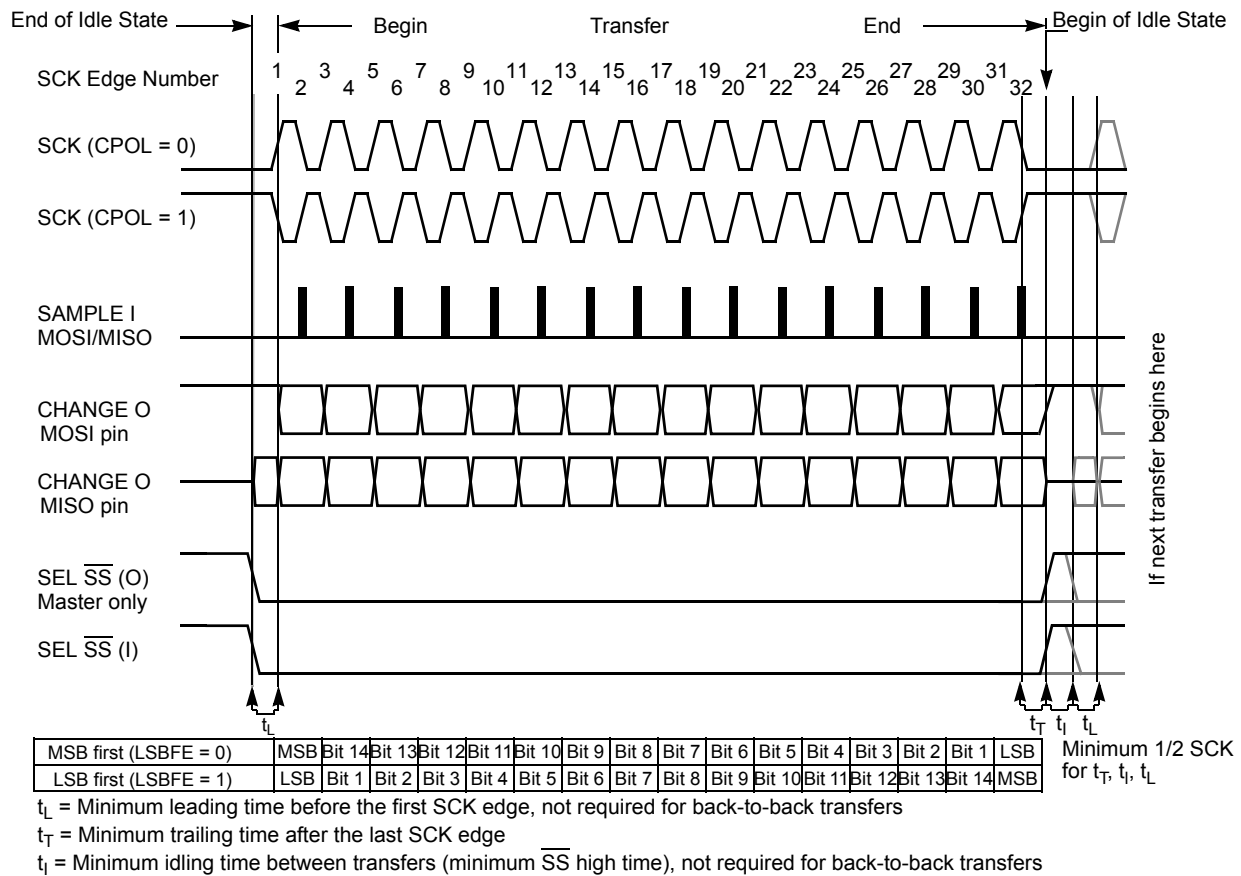 End of Idle State Begin Transfer End Begin of Idle State
SCK Edge Number
1 3 5 7 9 11 13 15 17 19 21 23 25 27 29 31
2 4 6 8 10 12 14 16 18 20 22 24 26 28 30 32
SCK (CPOL = 0)
SCK (CPOL = 1)
SAMPLE I
MOSI/MISO
CHANGE O
MOSI pin
CHANGE O
MISO pin
SEL S̅S̅ (O)
Master only
SEL S̅S̅ (I)
If next transfer begins here
tL tT tI tL
MSB first (LSBFE = 0) MSB Bit 14 Bit 13 Bit 12 Bit 11 Bit 10 Bit 9 Bit 8 Bit 7 Bit 6 Bit 5 Bit 4 Bit 3 Bit 2 Bit 1 LSB
LSB first (LSBFE = 1) LSB Bit 1 Bit 2 Bit 3 Bit 4 Bit 5 Bit 6 Bit 7 Bit 8 Bit 9 Bit 10 Bit 11 Bit 12 Bit 13 Bit 14 MSB
Minimum 1/2 SCK
for tT, tI, tL
tL = Minimum leading time before the first SCK edge, not required for back-to-back transfers
tT = Minimum trailing time after the last SCK edge
tI = Minimum idling time between transfers (minimum S̅S̅ high time), not required for back-to-back transfers